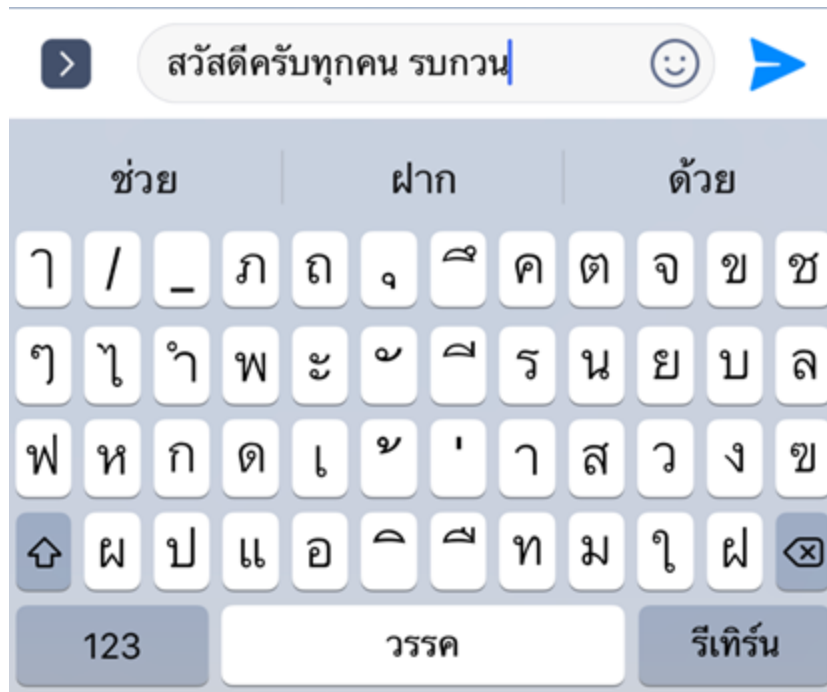 สวัสดีครับทุกคน รบกวน
ช่วย ฝาก ด้วย
ๅ / _ ภ ถ ุ ึ ค ต จ ข ช
ๆ ไ ำ พ ะ ั ี ร น ย บ ล
ฟ ห ก ด เ ้ ่ า ส ว ง ฃ
ผ ป แ อ ิ ื ท ม ใ ฝ
123 วรรค รีเทิร์น